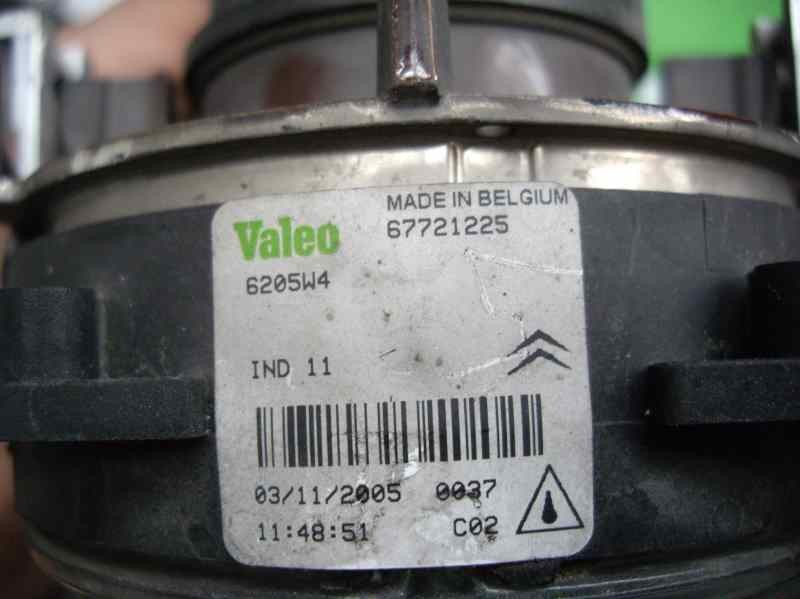 MADE IN BELGIUM
Valeo 67721225
6205W4
IND 11
03/11/2005 0037
11:48:51 C02